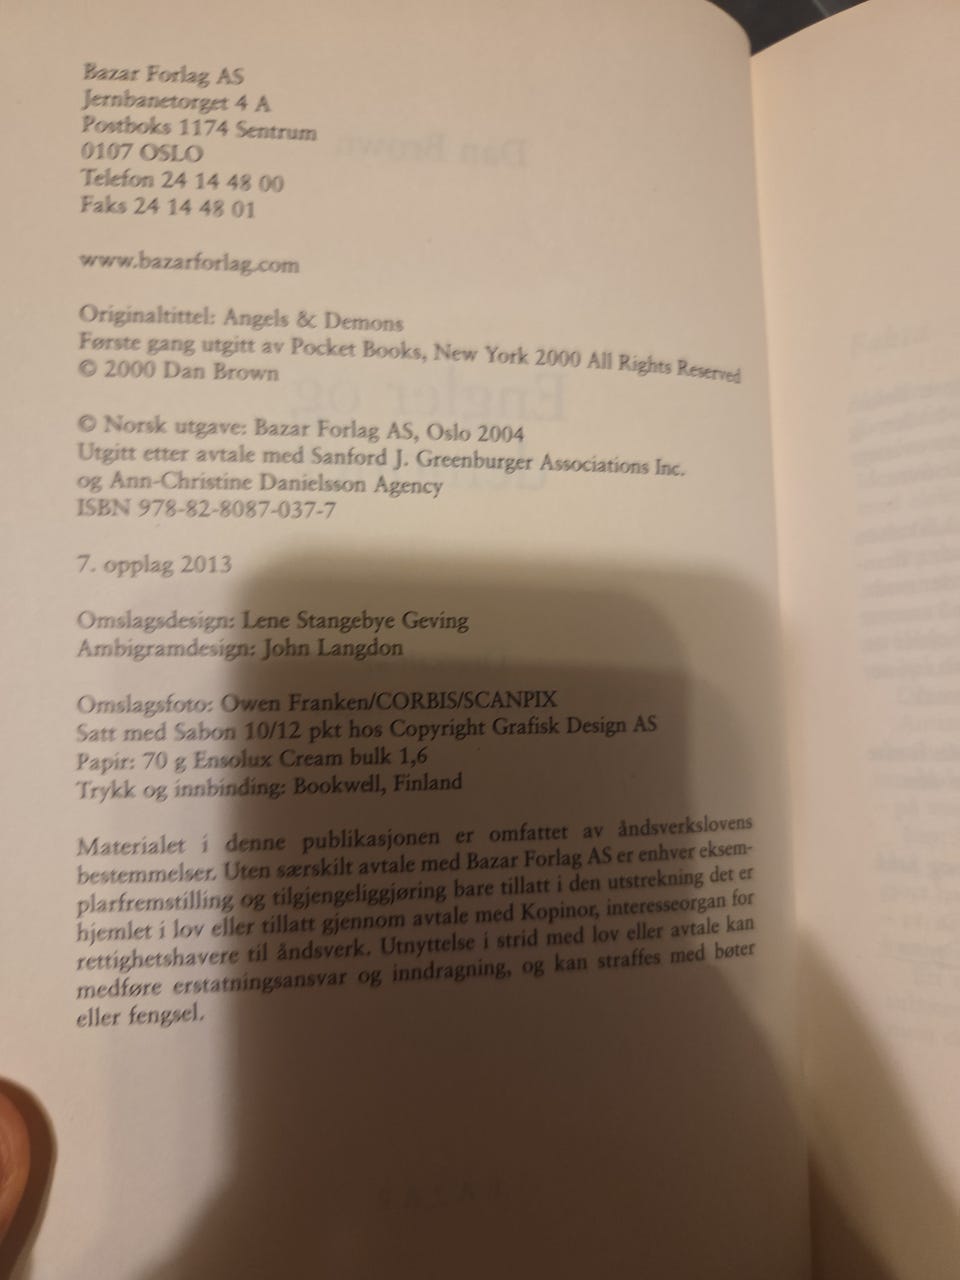 Bazar Forlag AS
Jernbanetorget 4 A
Postboks 1174 Sentrum
0107 OSLO
Telefon 24 14 48 00
Faks 24 14 48 01
www.bazarforlag.com
Originaltittel: Angels & Demons
Første gang utgitt av Pocket Books, New York 2000 All Rights Reserved
© 2000 Dan Brown
© Norsk utgave: Bazar Forlag AS, Oslo 2004
Utgitt etter avtale med Sanford J. Greenburger Associations Inc.
og Ann-Christine Danielsson Agency
ISBN 978-82-8087-037-7
7. opplag 2013
Omslagsdesign: Lene Stangebye Geving
Ambigramdesign: John Langdon
Omslagsfoto: Owen Franken/CORBIS/SCANPIX
Satt med Sabon 10/12 pkt hos Copyright Grafisk Design AS
Papir: 70 g Ensolux Cream bulk 1,6
Trykk og innbinding: Bookwell, Finland
Materialet i denne publikasjonen er omfattet av åndsverkslovens
bestemmelser. Uten særskilt avtale med Bazar Forlag AS er enhver eksem-
plarfremstilling og tilgjengeliggjøring bare tillatt i den utstrekning det er
hjemlet i lov eller tillatt gjennom avtale med Kopinor, interesseorgan for
rettighetshavere til åndsverk. Utnyttelse i strid med lov eller avtale kan
medføre erstatningsansvar og inndragning, og kan straffes med bøter
eller fengsel.